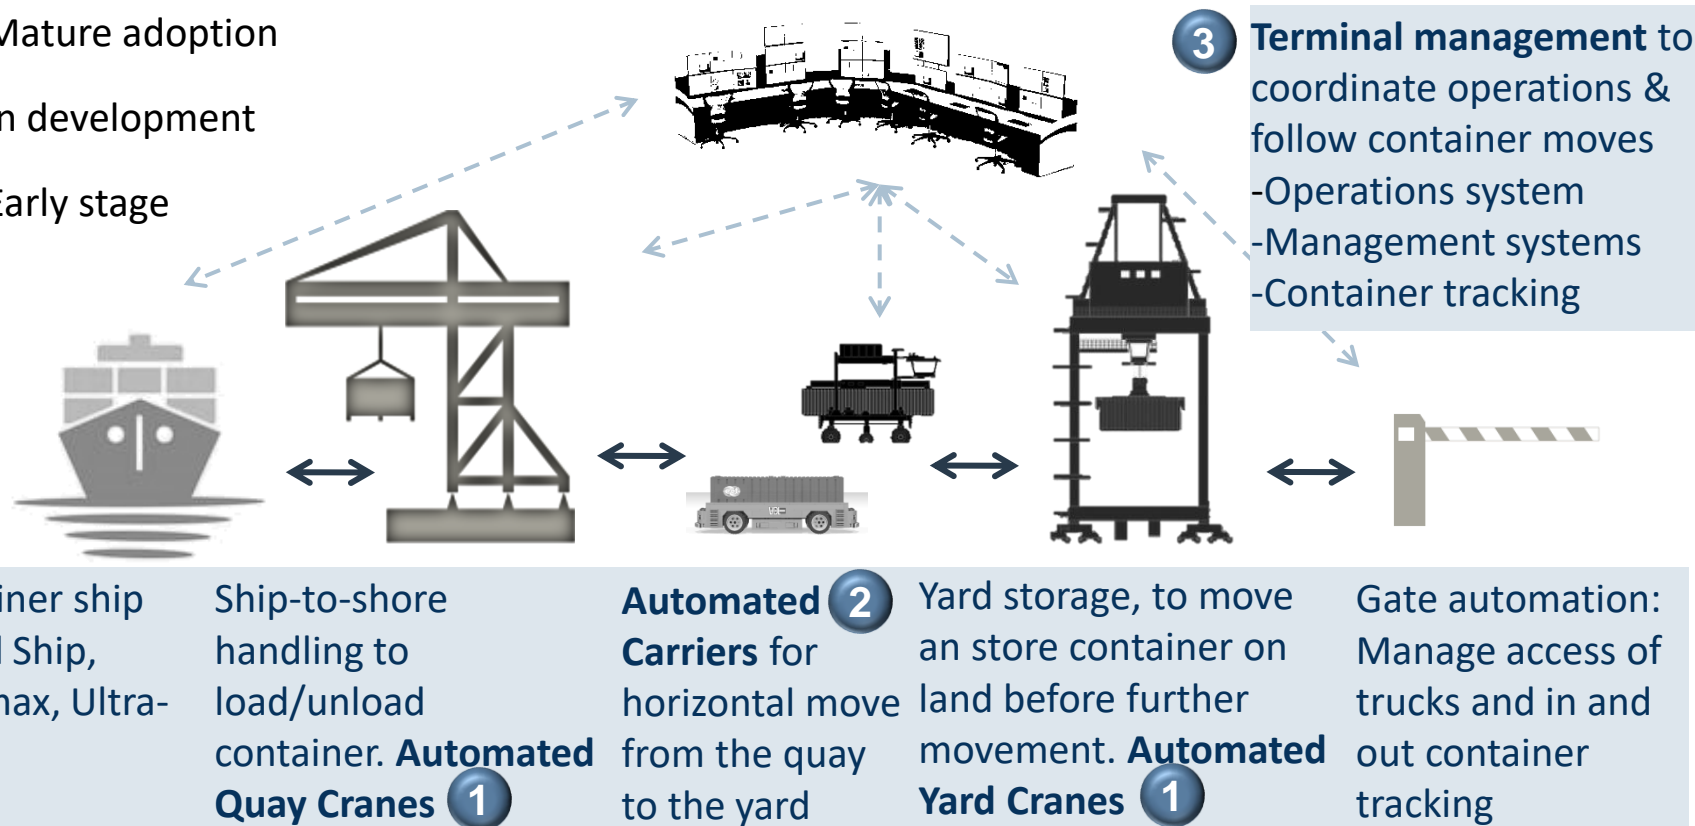 Mature adoption
n development
Early stage
3
Terminal management to
coordinate operations &
follow container moves
-Operations system
-Management systems
-Container tracking
iner ship
Ship,
max, Ultra-
Ship-to-shore
handling to
load/unload
container. Automated
Quay Cranes 1
Automated 2
Carriers for
horizontal move
from the quay
to the yard
Yard storage, to move
an store container on
land before further
movement. Automated
Yard Cranes 1
Gate automation:
Manage access of
trucks and in and
out container
tracking